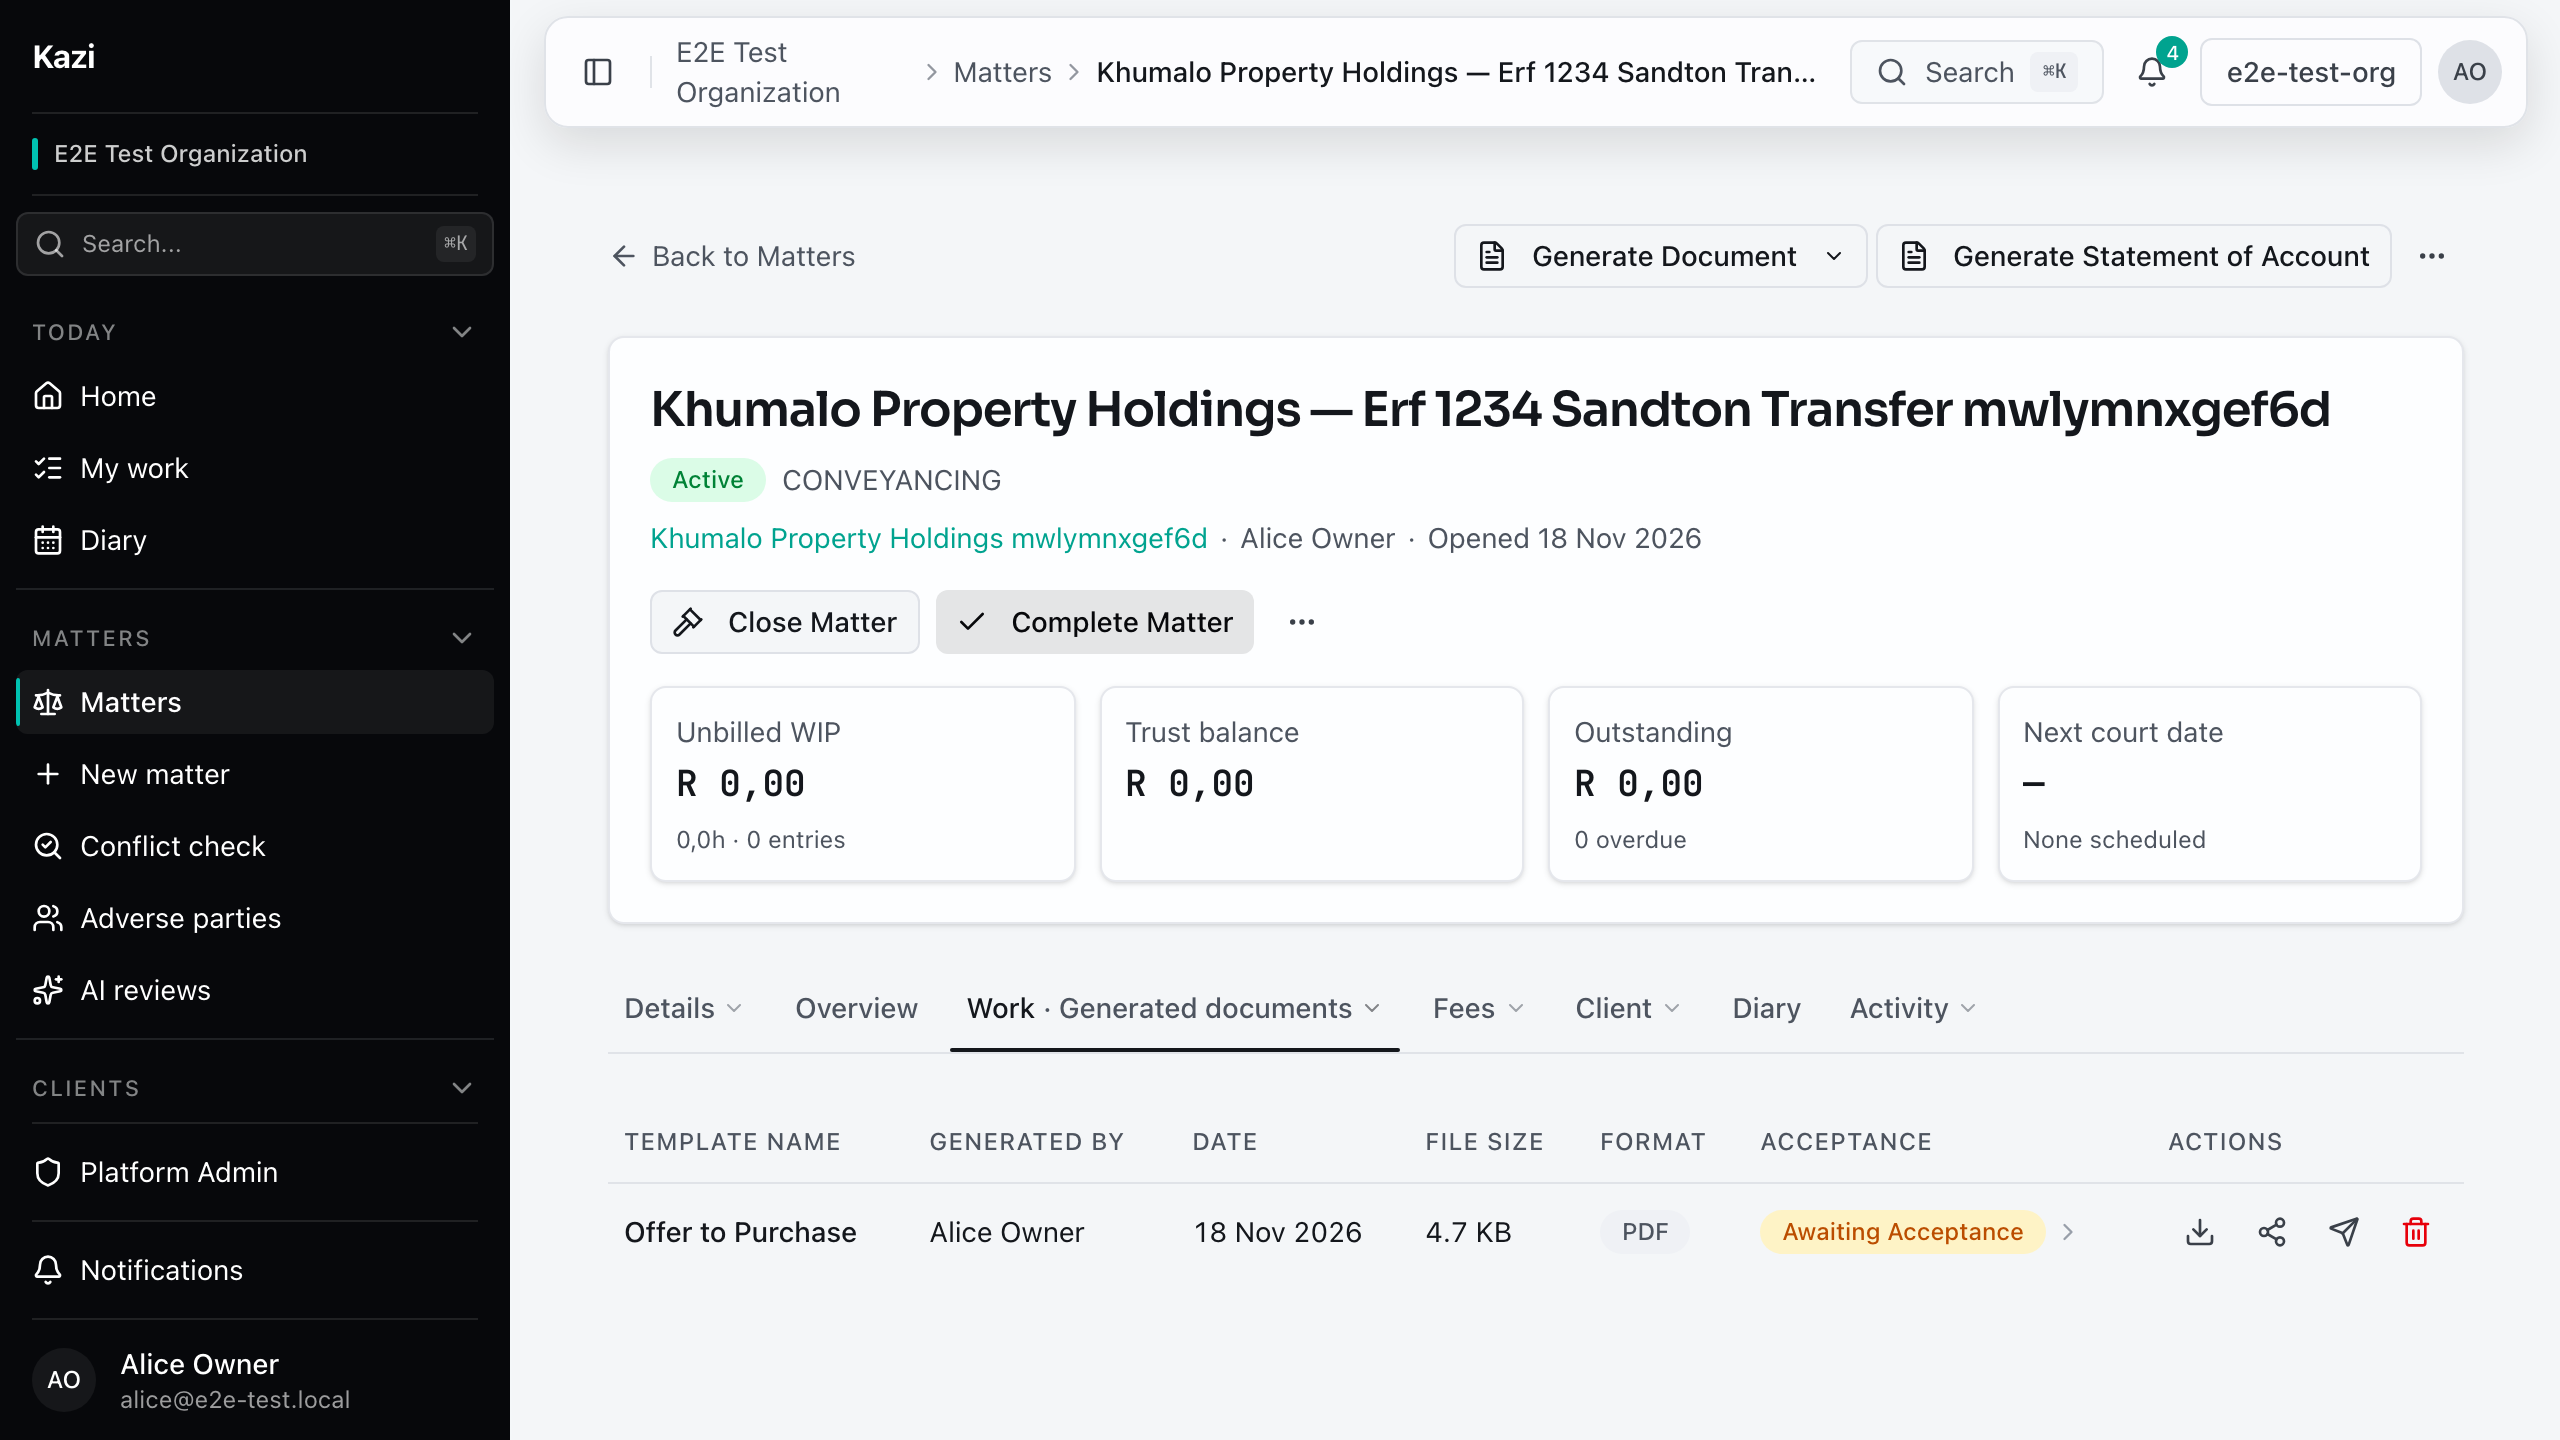 Kazi
E2E Test Organization
Search...
⌘K
TODAY
Home
My work
Diary
MATTERS
Matters
New matter
Conflict check
Adverse parties
AI reviews
CLIENTS
Platform Admin
Notifications
AO
Alice Owner
alice@e2e-test.local
E2E Test
Organization
Matters
Khumalo Property Holdings — Erf 1234 Sandton Tran...
Search ⌘K
4
e2e-test-org
AO
Back to Matters
Generate Document
Generate Statement of Account
Khumalo Property Holdings — Erf 1234 Sandton Transfer mwlymnxgef6d
Active CONVEYANCING
Khumalo Property Holdings mwlymnxgef6d · Alice Owner · Opened 18 Nov 2026
Close Matter
Complete Matter
Unbilled WIP
R 0,00
0,0h · 0 entries
Trust balance
R 0,00
Outstanding
R 0,00
0 overdue
Next court date
–
None scheduled
Details Overview Work · Generated documents Fees Client Diary Activity
TEMPLATE NAME GENERATED BY DATE FILE SIZE FORMAT ACCEPTANCE ACTIONS
Offer to Purchase Alice Owner 18 Nov 2026 4.7 KB PDF Awaiting Acceptance